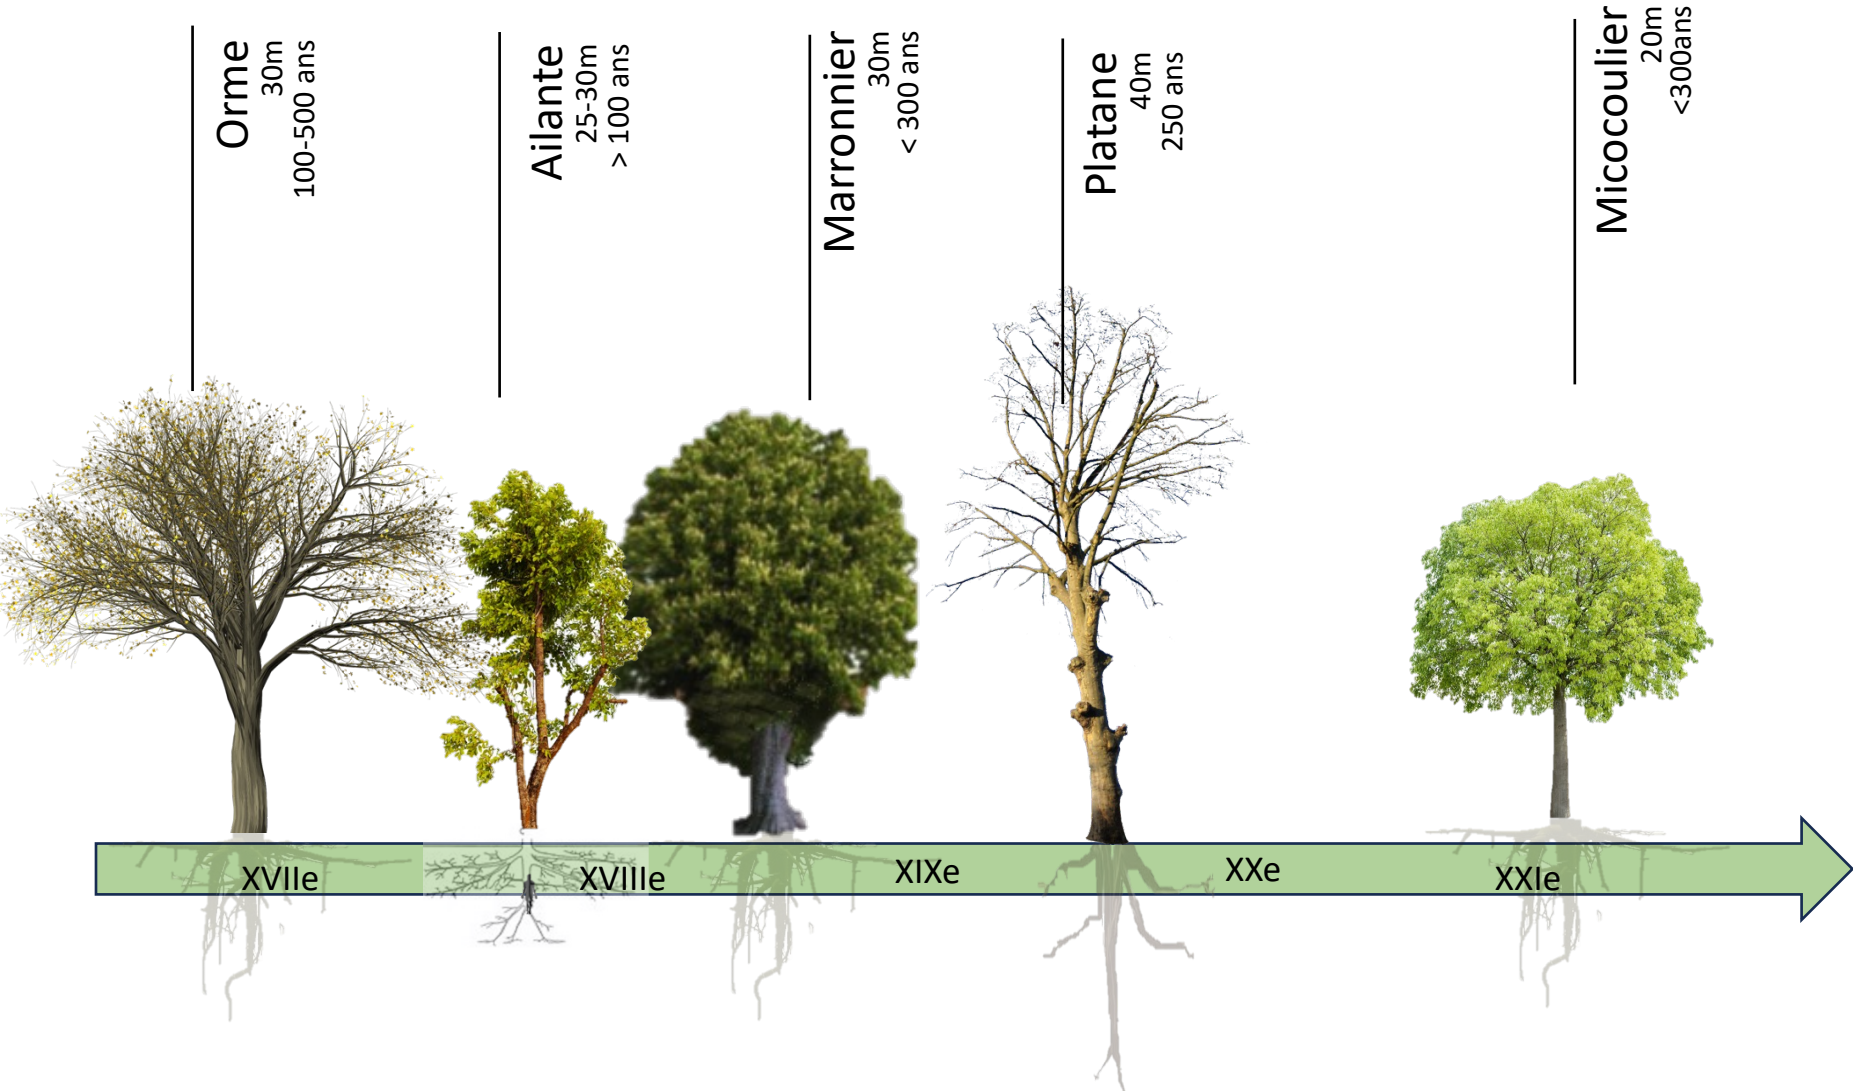 Orme
30m
100-500 ans
Ailante
25-30m
> 100 ans
Marronnier
30m
< 300 ans
Platane
40m
250 ans
Micocoulier
20m
<300ans
XVIIe
XVIIIe
XIXe
XXe
XXIe